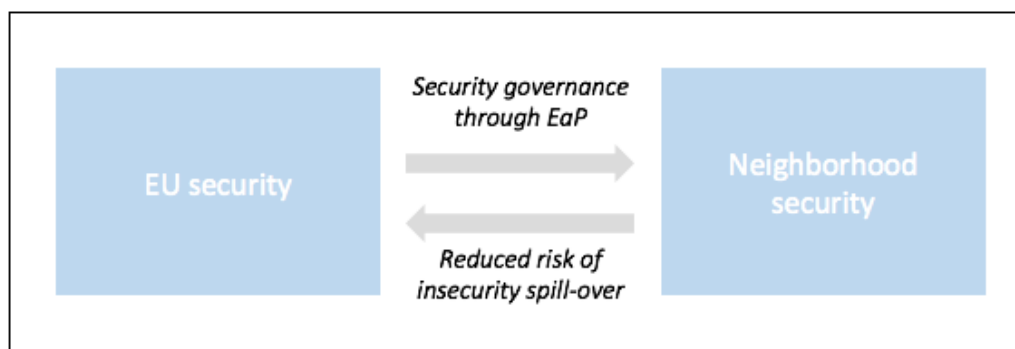 EU security
Security governance
through EaP
Reduced risk of
insecurity spill-over
Neighborhood
security